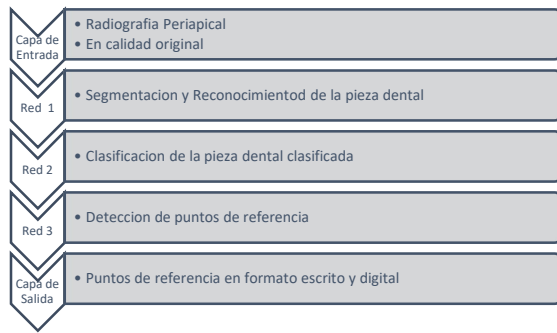 Capa de
Entrada
• Radiografia Periapical
• En calidad original
Red 1
• Segmentacion y Reconocimientod de la pieza dental
Red 2
• Clasificacion de la pieza dental clasificada
Red 3
• Deteccion de puntos de referencia
Capa de
Salida
• Puntos de referencia en formato escrito y digital